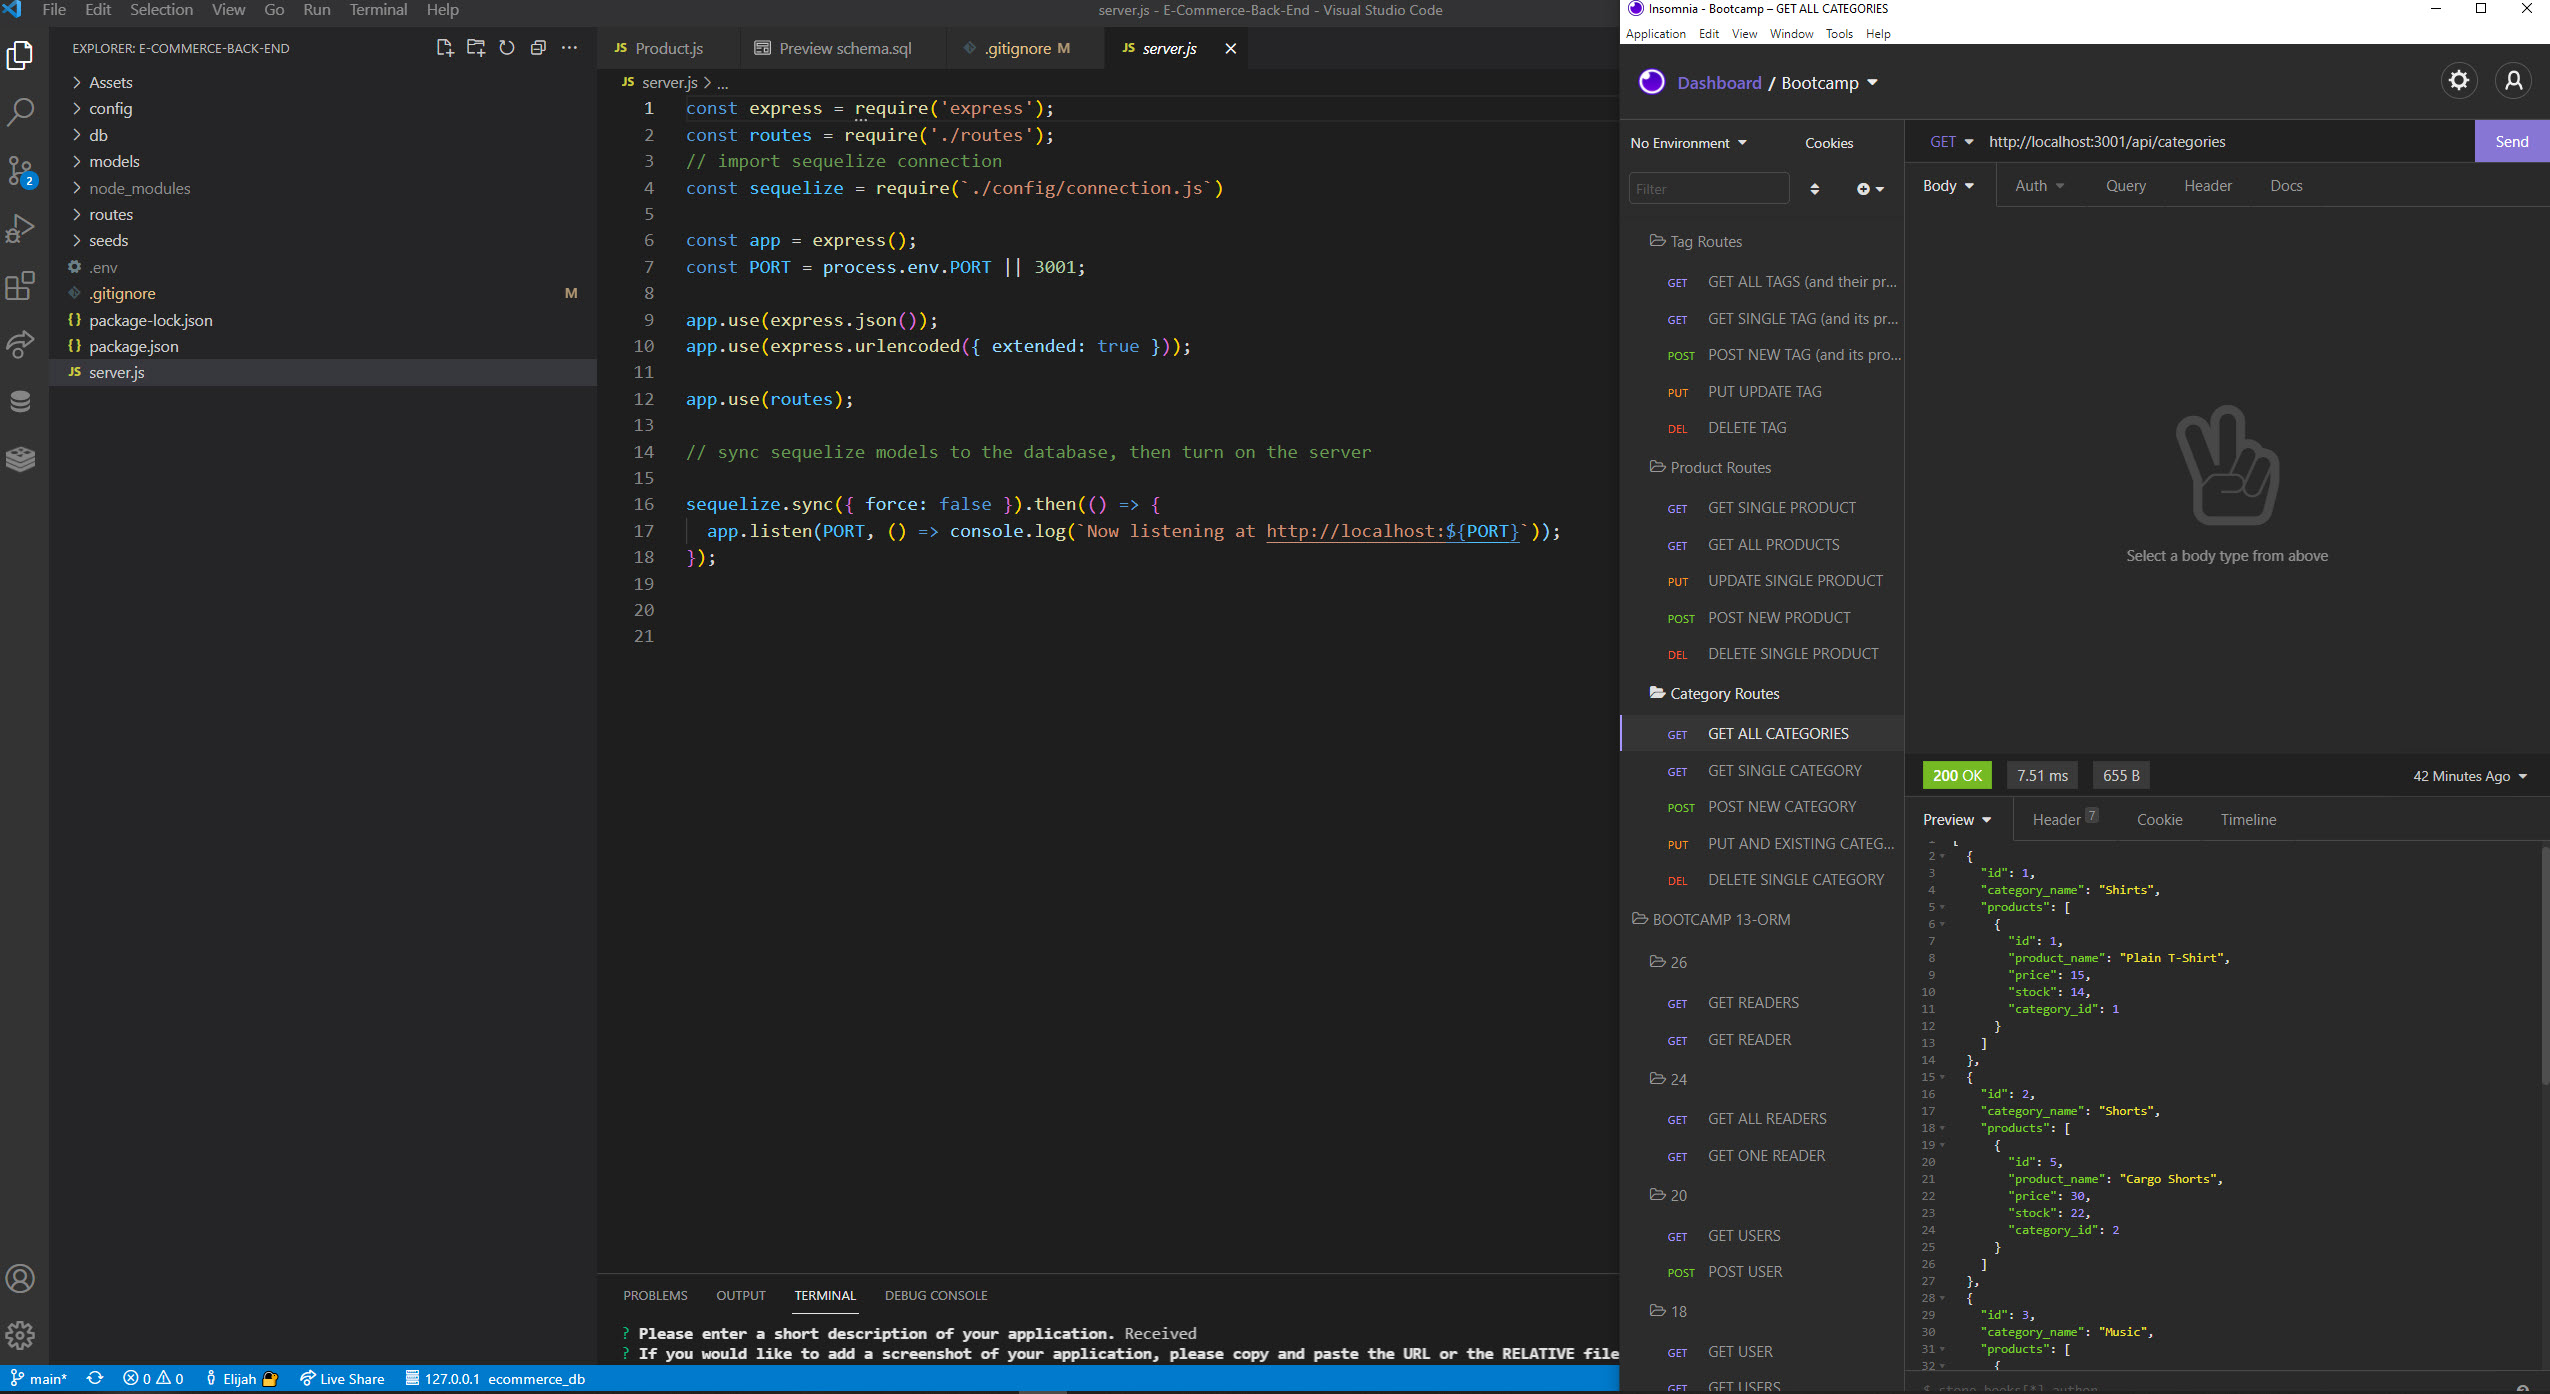 File Edit Selection View Go Run Terminal Help
server.js - E-Commerce-Back-End - Visual Studio Code
EXPLORER: E-COMMERCE-BACK-END
Assets
config
db
models
node_modules
routes
seeds
.env
.gitignore M
package-lock.json
package.json
JS server.js
2
JS Product.js Preview schema.sql .gitignore M JS server.js
JS server.js > ...
1 const express = require('express');
2 const routes = require('./routes');
3 // import sequelize connection
4 const sequelize = require(`./config/connection.js`)
5
6 const app = express();
7 const PORT = process.env.PORT || 3001;
8
9 app.use(express.json());
10 app.use(express.urlencoded({ extended: true }));
11
12 app.use(routes);
13
14 // sync sequelize models to the database, then turn on the server
15
16 sequelize.sync({ force: false }).then(() => {
17 app.listen(PORT, () => console.log(`Now listening at http://localhost:${PORT}`));
18 });
19
20
21
PROBLEMS OUTPUT TERMINAL DEBUG CONSOLE
? Please enter a short description of your application. Received
? If you would like to add a screenshot of your application, please copy and paste the URL or the RELATIVE file
main* 0 0 Elijah Live Share 127.0.0.1 ecommerce_db
Insomnia - Bootcamp – GET ALL CATEGORIES
Application Edit View Window Tools Help
Dashboard / Bootcamp
No Environment Cookies
Filter
Tag Routes
GET GET ALL TAGS (and their pr...
GET GET SINGLE TAG (and its pr...
POST POST NEW TAG (and its pro...
PUT PUT UPDATE TAG
DEL DELETE TAG
Product Routes
GET GET SINGLE PRODUCT
GET GET ALL PRODUCTS
PUT UPDATE SINGLE PRODUCT
POST POST NEW PRODUCT
DEL DELETE SINGLE PRODUCT
Category Routes
GET GET ALL CATEGORIES
GET GET SINGLE CATEGORY
POST POST NEW CATEGORY
PUT PUT AND EXISTING CATEG...
DEL DELETE SINGLE CATEGORY
BOOTCAMP 13-ORM
26
GET GET READERS
GET GET READER
24
GET GET ALL READERS
GET GET ONE READER
20
GET GET USERS
POST POST USER
18
GET GET USER
GET GET USERS
GET http://localhost:3001/api/categories Send
Body Auth Query Header Docs
Select a body type from above
200 OK 7.51 ms 655 B 42 Minutes Ago
Preview Header 7 Cookie Timeline
1 [
2 {
3 "id": 1,
4 "category_name": "Shirts",
5 "products": [
6 {
7 "id": 1,
8 "product_name": "Plain T-Shirt",
9 "price": 15,
10 "stock": 14,
11 "category_id": 1
12 }
13 ]
14 },
15 {
16 "id": 2,
17 "category_name": "Shorts",
18 "products": [
19 {
20 "id": 5,
21 "product_name": "Cargo Shorts",
22 "price": 30,
23 "stock": 22,
24 "category_id": 2
25 }
26 ]
27 },
28 {
29 "id": 3,
30 "category_name": "Music",
31 "products": [
32 {
$.store.books[*].author